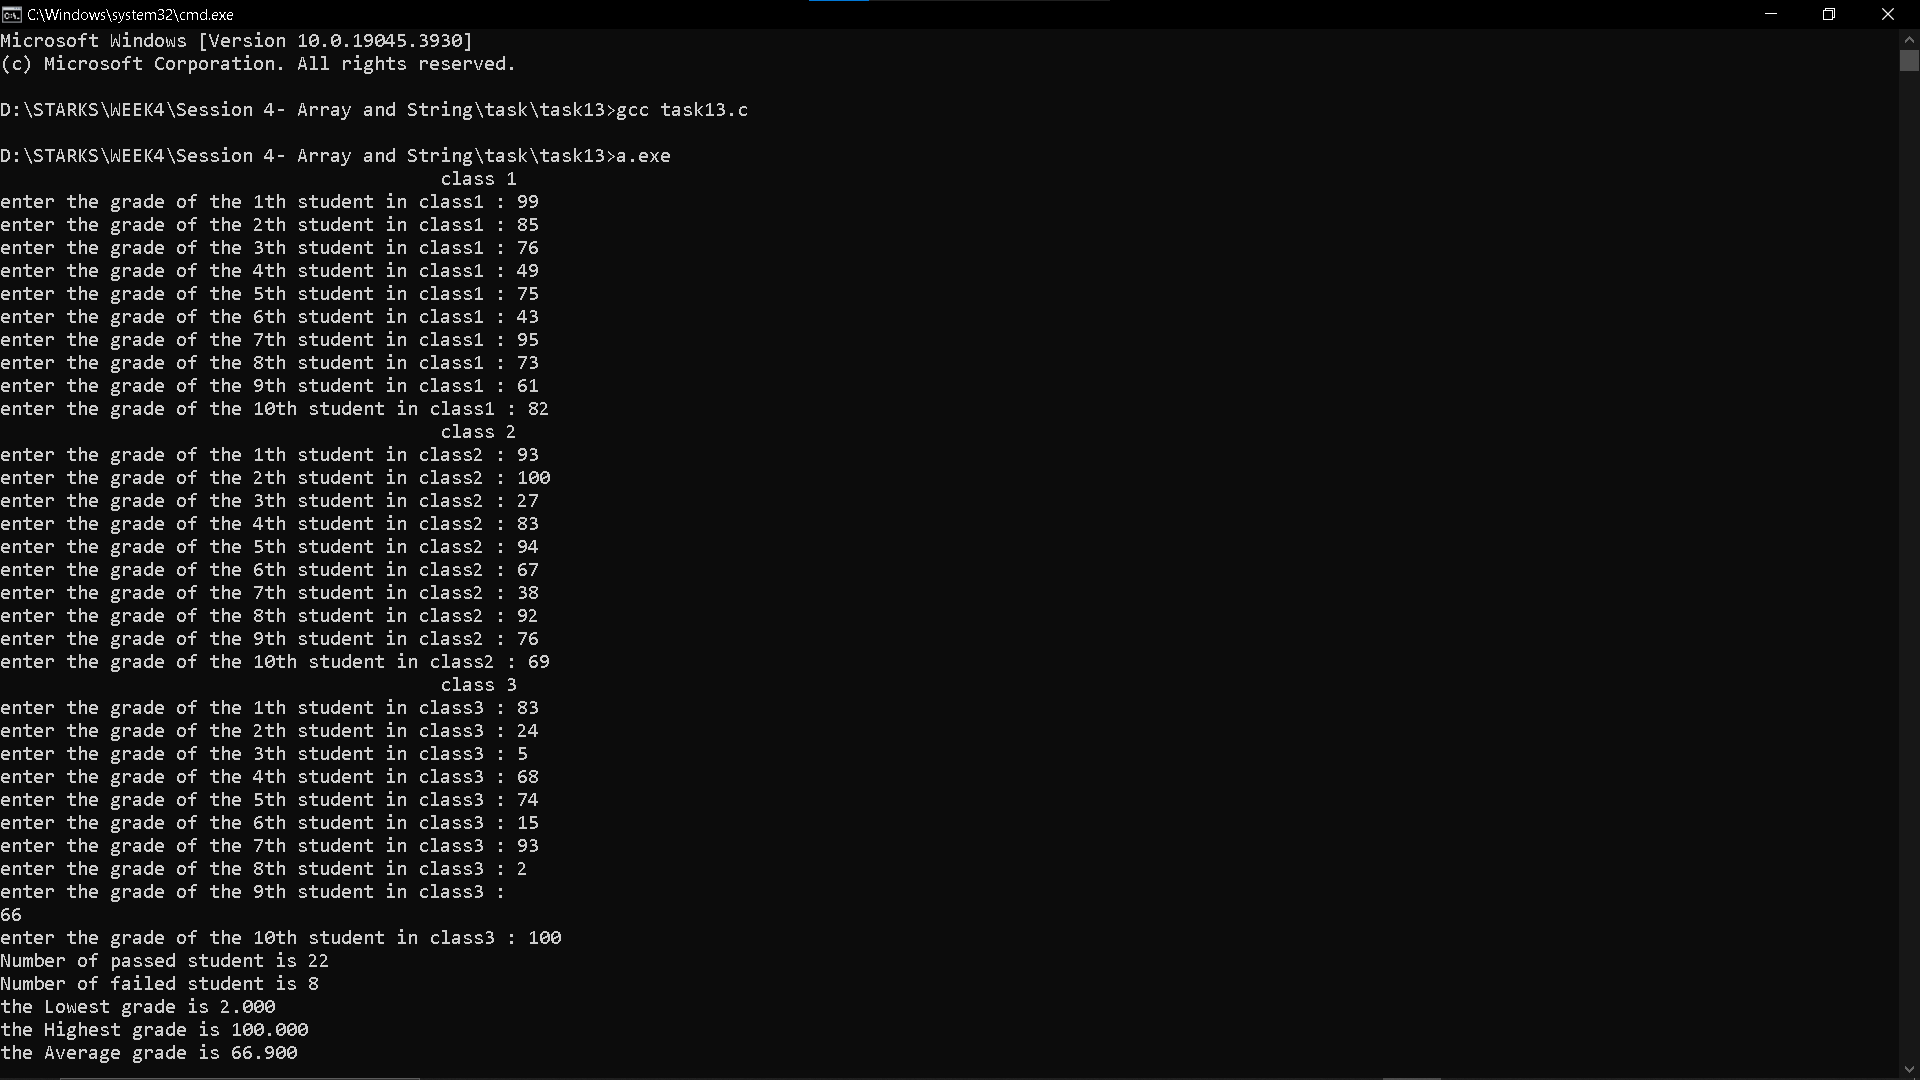 C:\Windows\system32\cmd.exe
Microsoft Windows [Version 10.0.19045.3930]
(c) Microsoft Corporation. All rights reserved.
D:\STARKS\WEEK4\Session 4- Array and String\task\task13>gcc task13.c
D:\STARKS\WEEK4\Session 4- Array and String\task\task13>a.exe
class 1
enter the grade of the 1th student in class1 : 99
enter the grade of the 2th student in class1 : 85
enter the grade of the 3th student in class1 : 76
enter the grade of the 4th student in class1 : 49
enter the grade of the 5th student in class1 : 75
enter the grade of the 6th student in class1 : 43
enter the grade of the 7th student in class1 : 95
enter the grade of the 8th student in class1 : 73
enter the grade of the 9th student in class1 : 61
enter the grade of the 10th student in class1 : 82
class 2
enter the grade of the 1th student in class2 : 93
enter the grade of the 2th student in class2 : 100
enter the grade of the 3th student in class2 : 27
enter the grade of the 4th student in class2 : 83
enter the grade of the 5th student in class2 : 94
enter the grade of the 6th student in class2 : 67
enter the grade of the 7th student in class2 : 38
enter the grade of the 8th student in class2 : 92
enter the grade of the 9th student in class2 : 76
enter the grade of the 10th student in class2 : 69
class 3
enter the grade of the 1th student in class3 : 83
enter the grade of the 2th student in class3 : 24
enter the grade of the 3th student in class3 : 5
enter the grade of the 4th student in class3 : 68
enter the grade of the 5th student in class3 : 74
enter the grade of the 6th student in class3 : 15
enter the grade of the 7th student in class3 : 93
enter the grade of the 8th student in class3 : 2
enter the grade of the 9th student in class3 :
66
enter the grade of the 10th student in class3 : 100
Number of passed student is 22
Number of failed student is 8
the Lowest grade is 2.000
the Highest grade is 100.000
the Average grade is 66.900